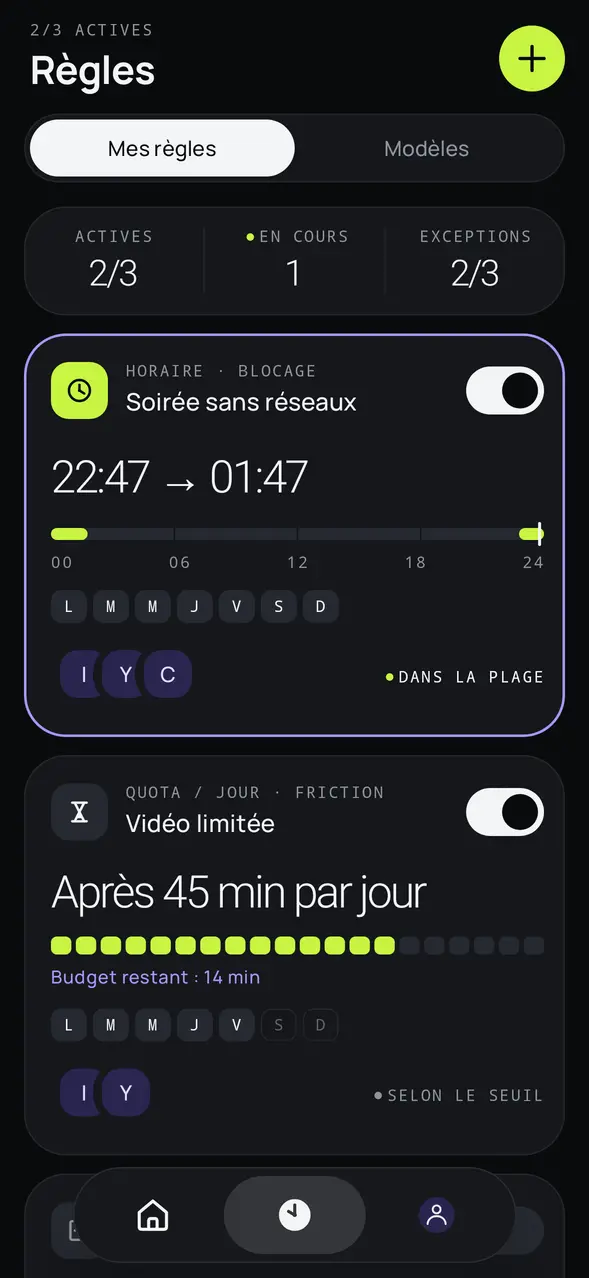 2/3 ACTIVES
Règles
Mes règles
Modèles
ACTIVES
EN COURS
EXCEPTIONS
2/3
1
2/3
HORAIRE · BLOCAGE
Soirée sans réseaux
22:47 → 01:47
00 06 12 18 24
L M M J V S D
I Y C
DANS LA PLAGE
QUOTA / JOUR · FRICTION
Vidéo limitée
Après 45 min par jour
Budget restant : 14 min
L M M J V S D
I Y
SELON LE SEUIL